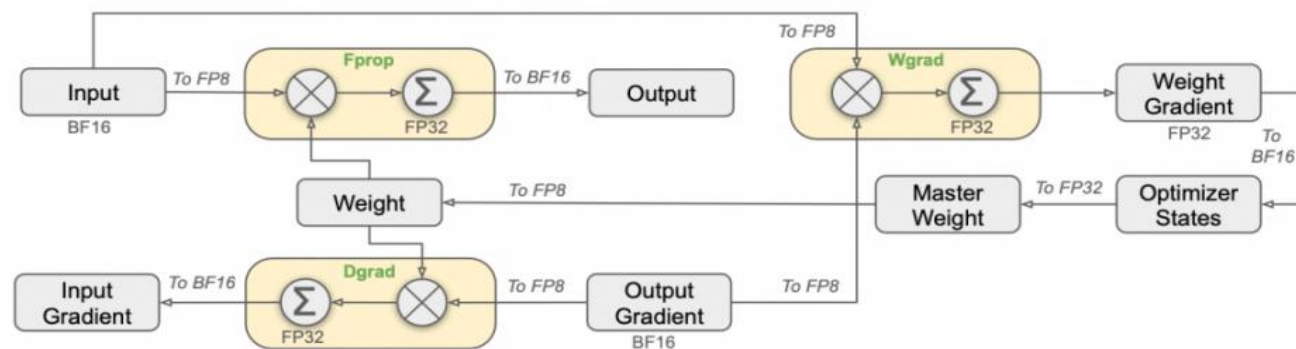 To FP8
Fprop
Wgrad
Input
To FP8
Σ
To BF16
Output
Σ
Weight
Gradient
BF16
FP32
FP32
FP32
To
BF16
Weight
To FP8
Master
Weight
To FP32
Optimizer
States
Dgrad
Input
Gradient
To BF16
Σ
To FP8
Output
Gradient
To FP8
FP32
BF16